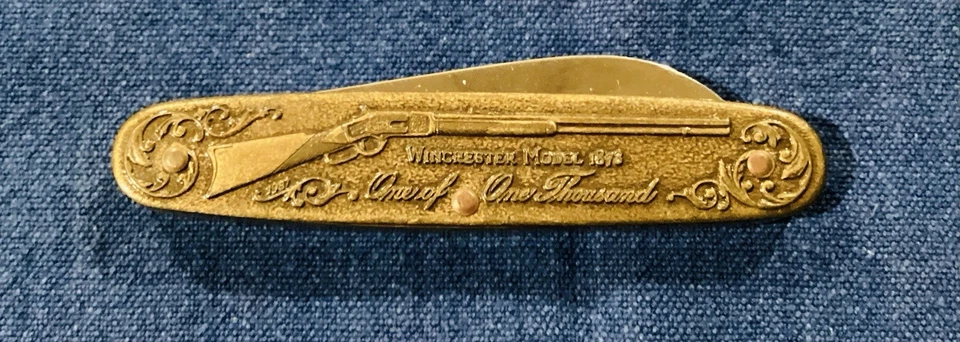 WINCHESTER MODEL 1873
One of One Thousand